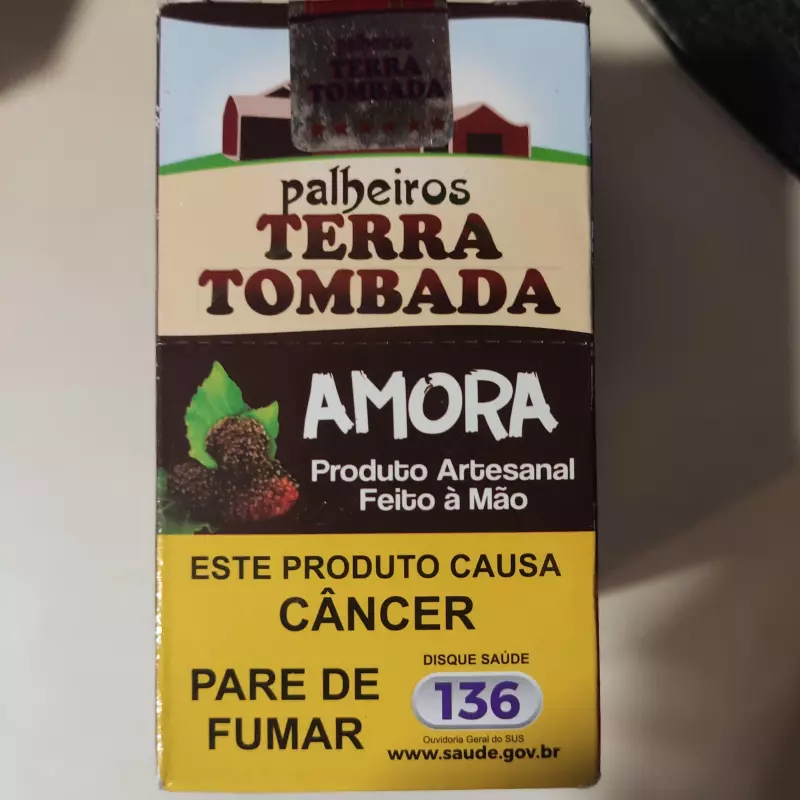 palheiros
TERRA
TOMBADA
palheiros
TERRA
TOMBADA
AMORA
Produto Artesanal
Feito à Mão
ESTE PRODUTO CAUSA
CÂNCER
PARE DE
FUMAR
DISQUE SAÚDE
136
Ouvidoria Geral do SUS
www.saude.gov.br